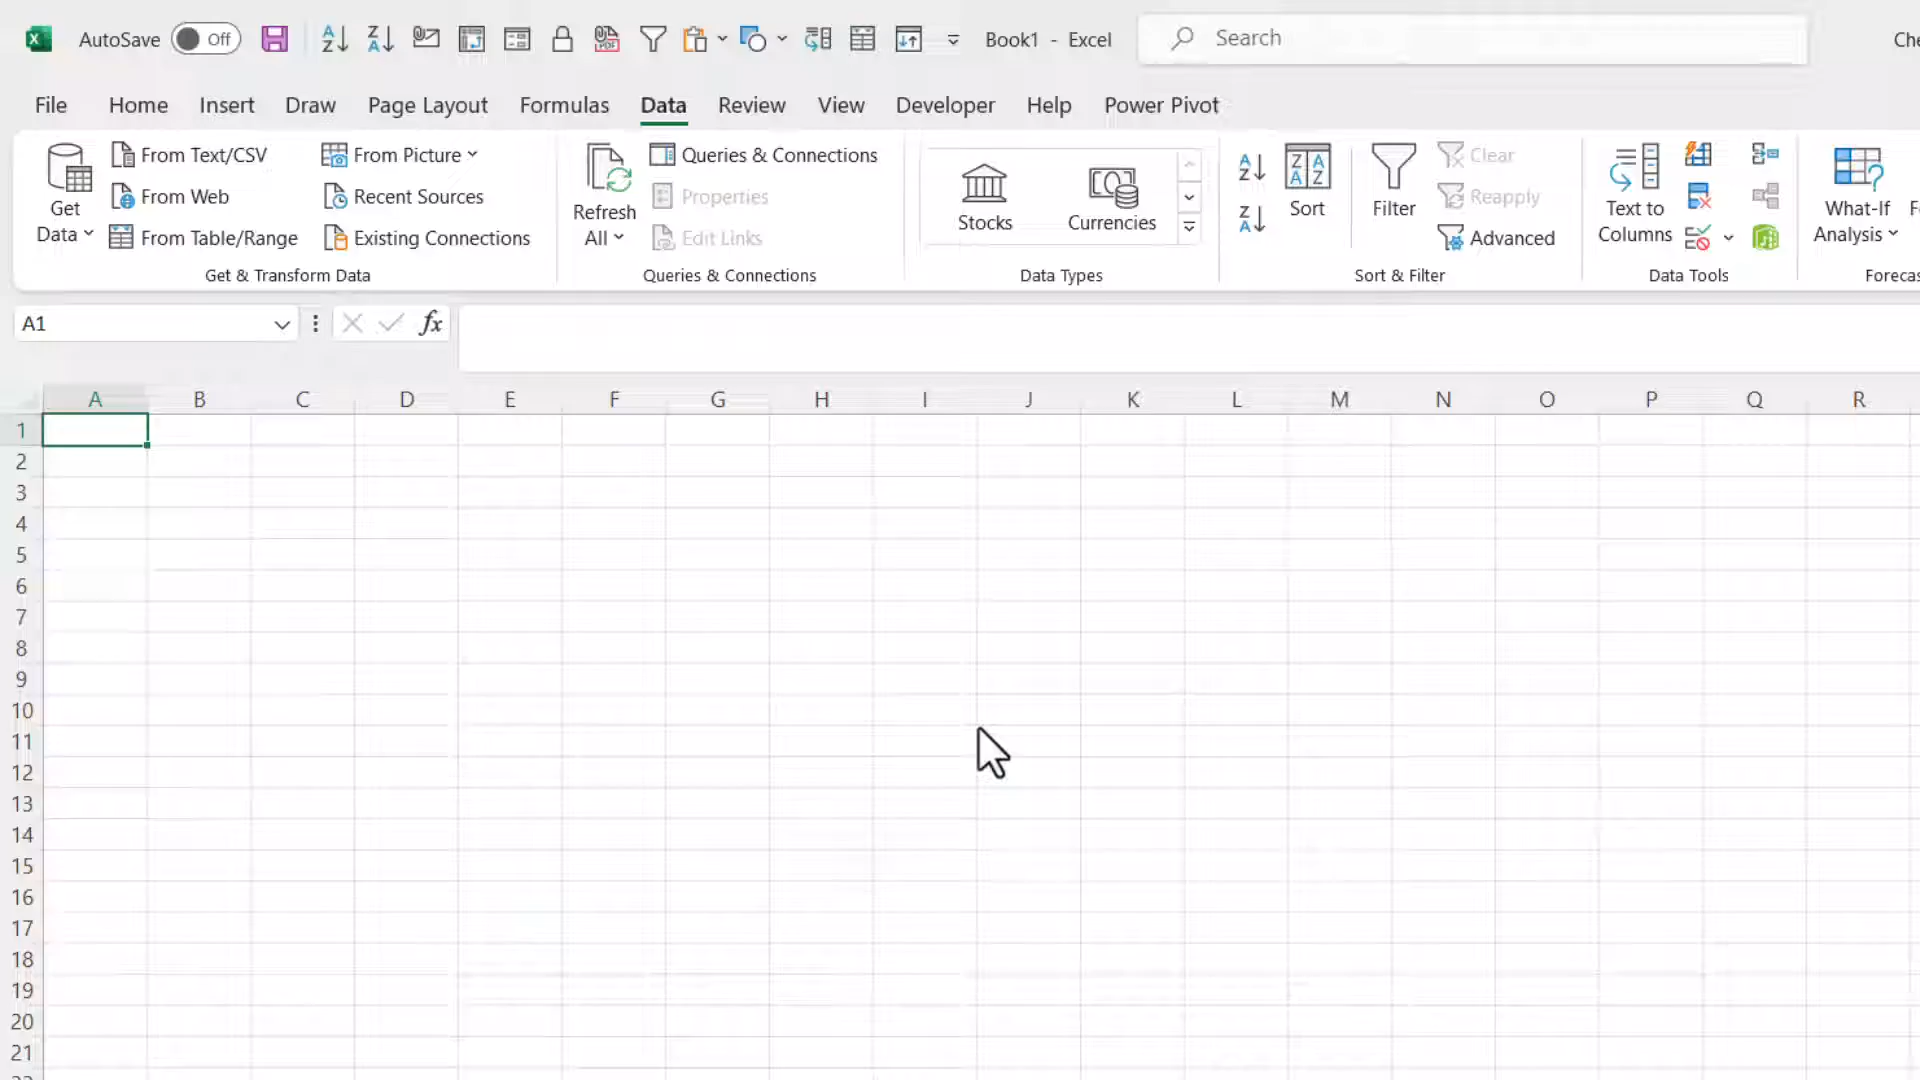 AutoSave Off Book1 - Excel Search Che
File Home Insert Draw Page Layout Formulas Data Review View Developer Help Power Pivot
Get Data
From Text/CSV
From Web
From Table/Range
From Picture
Recent Sources
Existing Connections
Get & Transform Data
Refresh All
Queries & Connections
Properties
Edit Links
Queries & Connections
Stocks
Currencies
Data Types
Sort
Filter
Clear
Reapply
Advanced
Sort & Filter
Text to
Columns
Data Tools
What-If
Analysis
Forecas
A1 fx
A B C D E F G H I J K L M N O P Q R
1
2
3
4
5
6
7
8
9
10
11
12
13
14
15
16
17
18
19
20
21